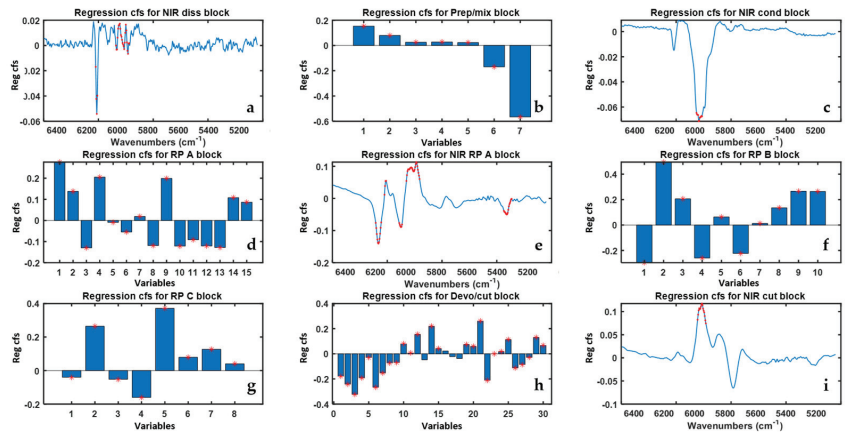 Regression cfs for NIR diss block
Reg cfs
0.02
0
0.02
0.04
0.06
6400 6200 6000 5800 5600 5400 5200
Wavenumbers (cm⁻¹)
a
Regression cfs for Prep/mix block
Reg cfs
0.2
0
-0.2
-0.4
-0.6
1 2 3 4 5 6 7
Variables
b
Regression cfs for NIR cond block
Reg cfs
0
-0.02
-0.04
-0.06
6400 6200 6000 5800 5600 5400 5200
Wavenumbers (cm⁻¹)
c
Regression cfs for RP A block
Reg cfs
0.2
0.1
0
-0.1
-0.2
1 2 3 4 5 6 7 8 9 10 11 12 13 14 15
Variables
d
Regression cfs for NIR RP A block
Reg cfs
0.1
0
-0.1
-0.2
6400 6200 6000 5800 5600 5400 5200
Wavenumbers (cm⁻¹)
e
Regression cfs for RP B block
Reg cfs
0.4
0.2
0
-0.2
1 2 3 4 5 6 7 8 9 10
Variables
f
Regression cfs for RP C block
Reg cfs
0.4
0.2
0
-0.2
1 2 3 4 5 6 7 8
Variables
g
Regression cfs for Devo/cut block
Reg cfs
0.4
0.2
0
-0.2
-0.4
0 5 10 15 20 25 30
Variables
h
Regression cfs for NIR cut block
Reg cfs
0.1
0.05
0
-0.05
-0.1
6400 6200 6000 5800 5600 5400 5200
Wavenumbers (cm⁻¹)
i